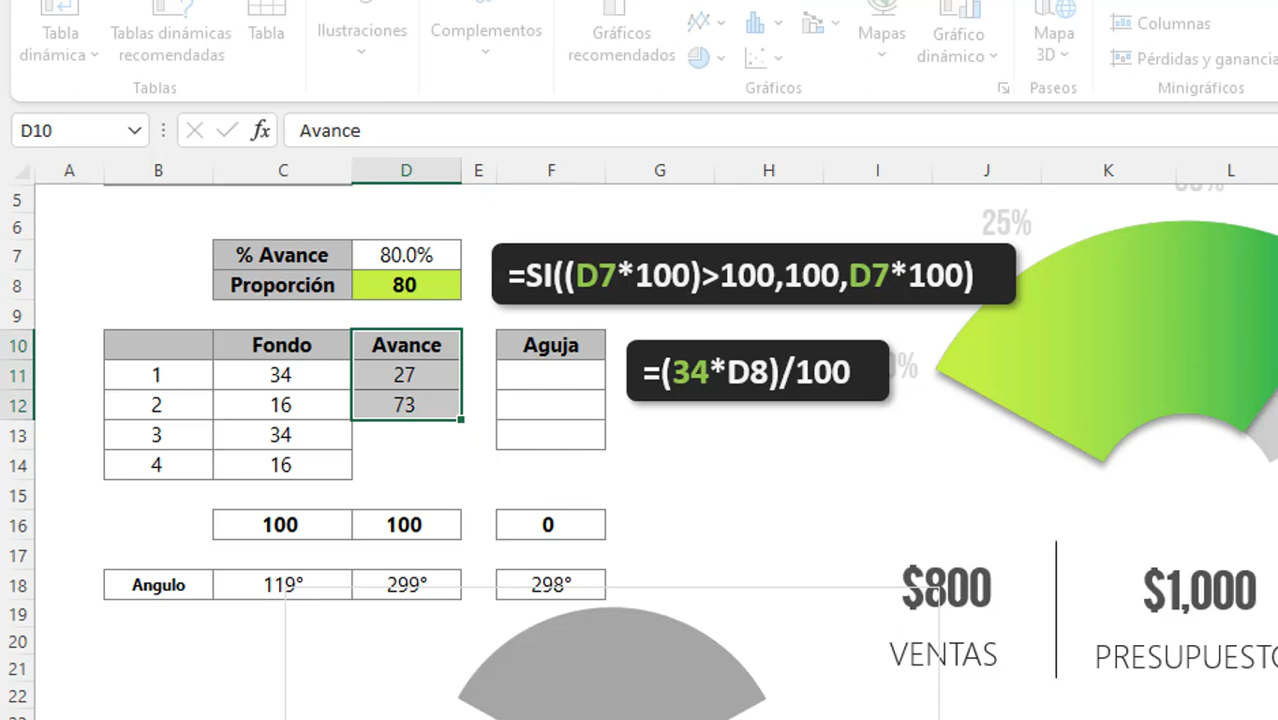 Tabla dinámica
Tablas dinámicas recomendadas
Tabla
Ilustraciones
Complementos
Gráficos recomendados
Mapas
Gráfico dinámico
Mapa 3D
Columnas
Pérdidas y ganancia
Tablas
Gráficos
Paseos
Minigráficos
D10
fx
Avance
A B C D E F G H I J K L
5
6
25%
7 % Avance 80.0%
=SI((D7*100)>100,100,D7*100)
8 Proporción 80
9
10 Fondo Avance Aguja
=(34*D8)/100
11 1 34 27
12 2 16 73
13 3 34
14 4 16
15
16 100 100 0
17
18 Angulo 119° 299° 298°
$800
$1,000
19
20
VENTAS
PRESUPUESTO
21
22